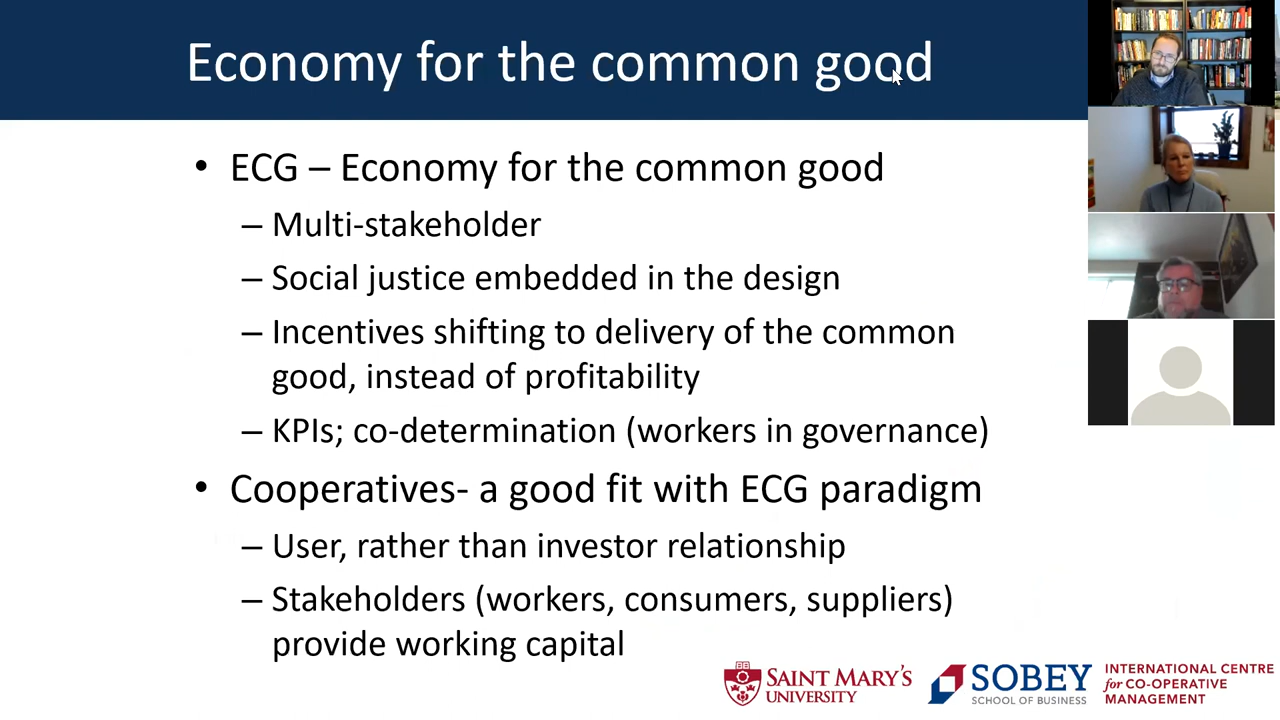 Economy for the common good
• ECG – Economy for the common good
– Multi-stakeholder
– Social justice embedded in the design
– Incentives shifting to delivery of the common
good, instead of profitability
– KPIs; co-determination (workers in governance)
• Cooperatives- a good fit with ECG paradigm
– User, rather than investor relationship
– Stakeholders (workers, consumers, suppliers)
provide working capital
SAINT MARY'S
UNIVERSITY
SOBEY
SCHOOL OF BUSINESS
INTERNATIONAL CENTRE
for CO-OPERATIVE
MANAGEMENT